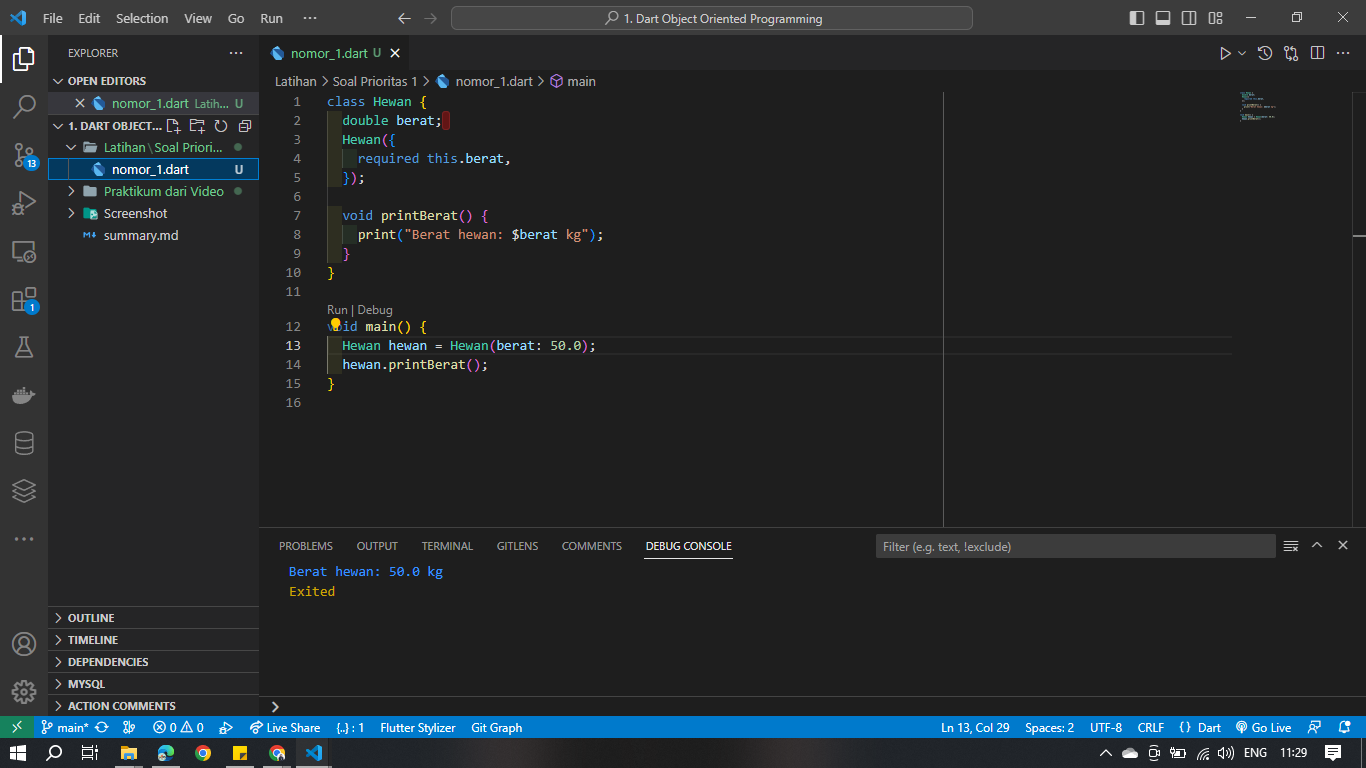 File Edit Selection View Go Run ··· 1. Dart Object Oriented Programming
EXPLORER ···
OPEN EDITORS
nomor_1.dart Latih... U
1. DART OBJECT...
Latihan\Soal Priori...
nomor_1.dart U
Praktikum dari Video
Screenshot
summary.md
OUTLINE
TIMELINE
DEPENDENCIES
MYSQL
ACTION COMMENTS
13
1
nomor_1.dart U
Latihan > Soal Prioritas 1 > nomor_1.dart > main
1 class Hewan {
2 double berat;
3 Hewan({
4 required this.berat,
5 });
6
7 void printBerat() {
8 print("Berat hewan: $berat kg");
9 }
10 }
11
Run | Debug
12 void main() {
13 Hewan hewan = Hewan(berat: 50.0);
14 hewan.printBerat();
15 }
16
PROBLEMS OUTPUT TERMINAL GITLENS COMMENTS DEBUG CONSOLE Filter (e.g. text, !exclude)
Berat hewan: 50.0 kg
Exited
main* 0 0 Live Share {..} : 1 Flutter Stylizer Git Graph Ln 13, Col 29 Spaces: 2 UTF-8 CRLF { } Dart Go Live
ENG 11:29